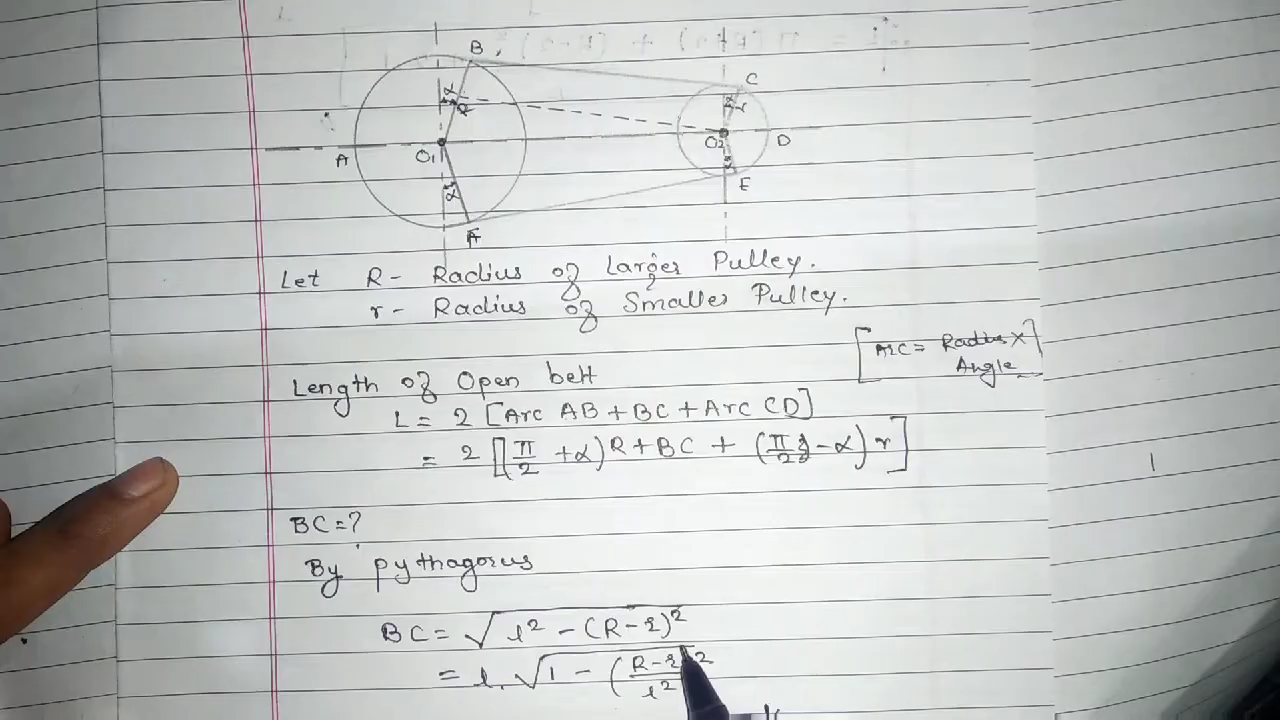 B
C
α
α
r
A
O1
O2
D
α
α
E
F
Let R - Radius of Larger Pulley.
r - Radius of Smaller Pulley.
[Arc = Radius ×
Angle]
Length of Open belt
L = 2 [Arc AB + BC + Arc CD]
= 2 [(π/2 + α) R + BC + (π/2 - α) r]
BC = ?
By pythagorus
BC = √l² - (R - r)²
= l. √1 - (R - r)²/l²